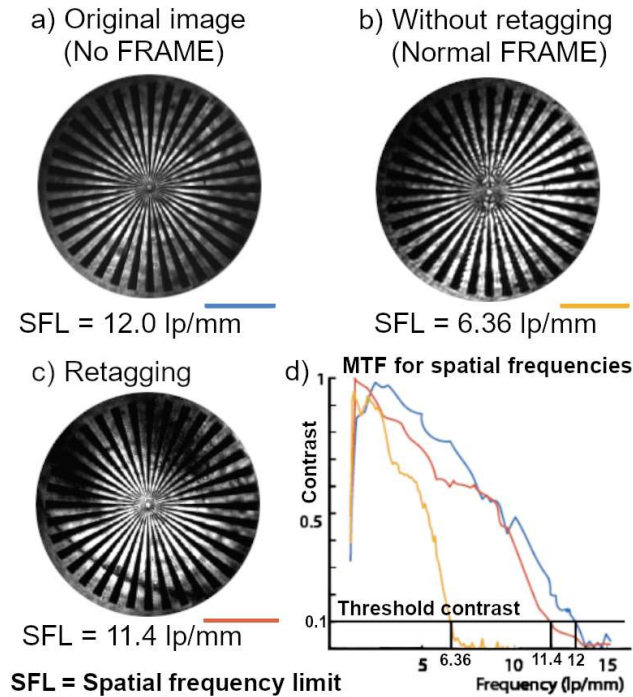 a) Original image
(No FRAME)
b) Without retagging
(Normal FRAME)
SFL = 12.0 lp/mm
SFL = 6.36 lp/mm
c) Retagging
SFL = 11.4 lp/mm
SFL = Spatial frequency limit
d) MTF for spatial frequencies
Contrast
1
0.5
0.1
Threshold contrast
5
6.36
10
11.4
12
15
Frequency (lp/mm)